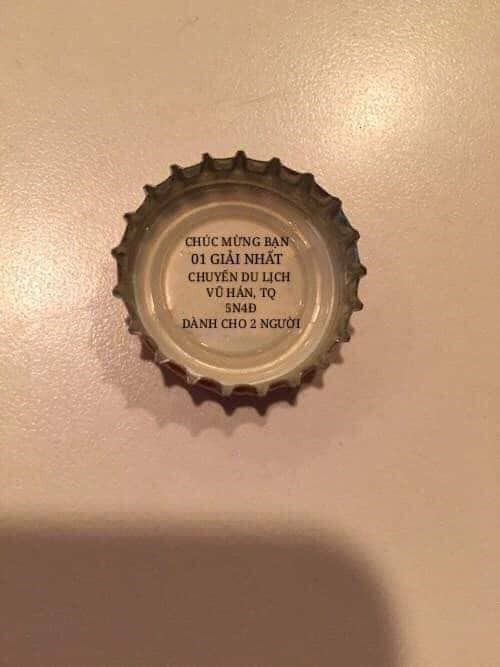 CHÚC MỪNG BẠN
01 GIẢI NHẤT
CHUYẾN DU LỊCH
VŨ HÁN, TQ
5N4Đ
DÀNH CHO 2 NGƯỜI